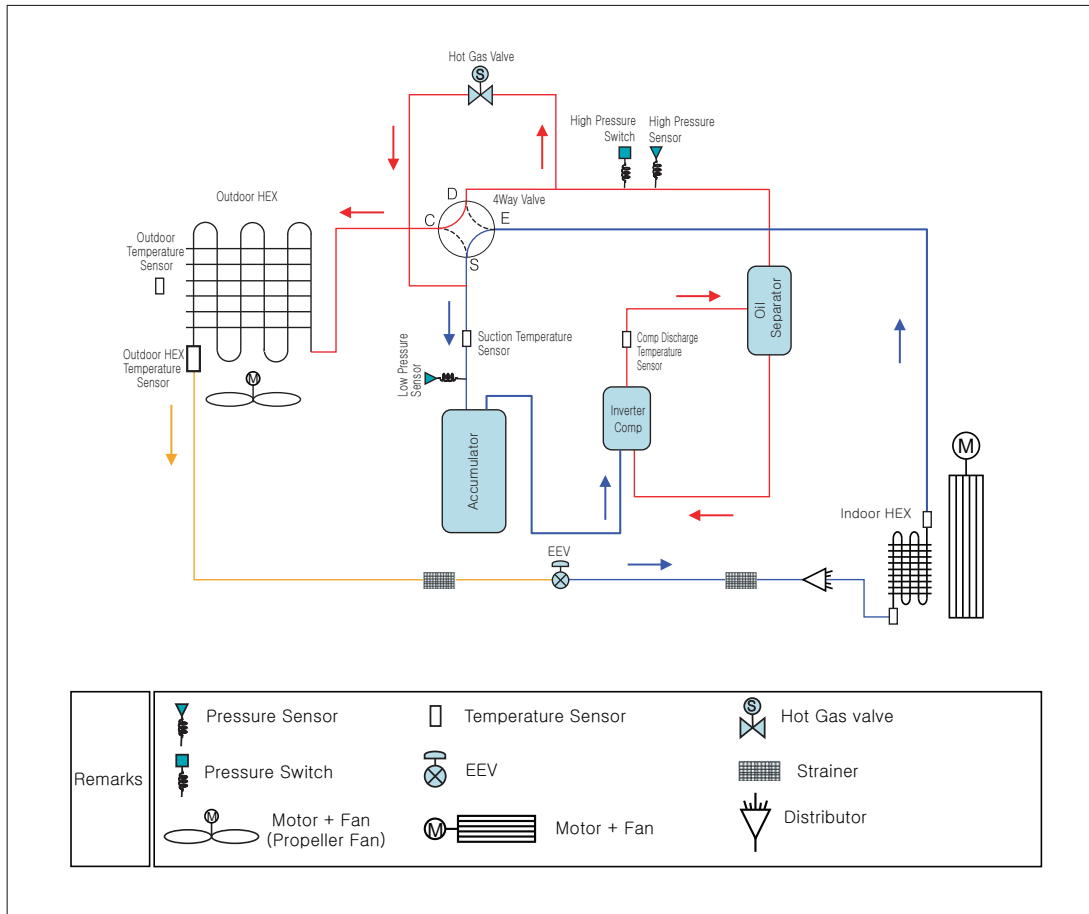 Hot Gas Valve
S
High Pressure
Switch
High Pressure
Sensor
Outdoor HEX
D
4Way Valve
C
E
S
Outdoor
Temperature
Sensor
Oil
Separator
Suction Temperature
Sensor
Comp Discharge
Temperature
Sensor
Outdoor HEX
Temperature
Sensor
M
Low Pressure
Sensor
Inverter
Comp
Accumulator
M
Indoor HEX
EEV
Remarks
Pressure Sensor
Temperature Sensor
S
Hot Gas valve
Pressure Switch
EEV
Strainer
M
Motor + Fan
(Propeller Fan)
M
Motor + Fan
Distributor